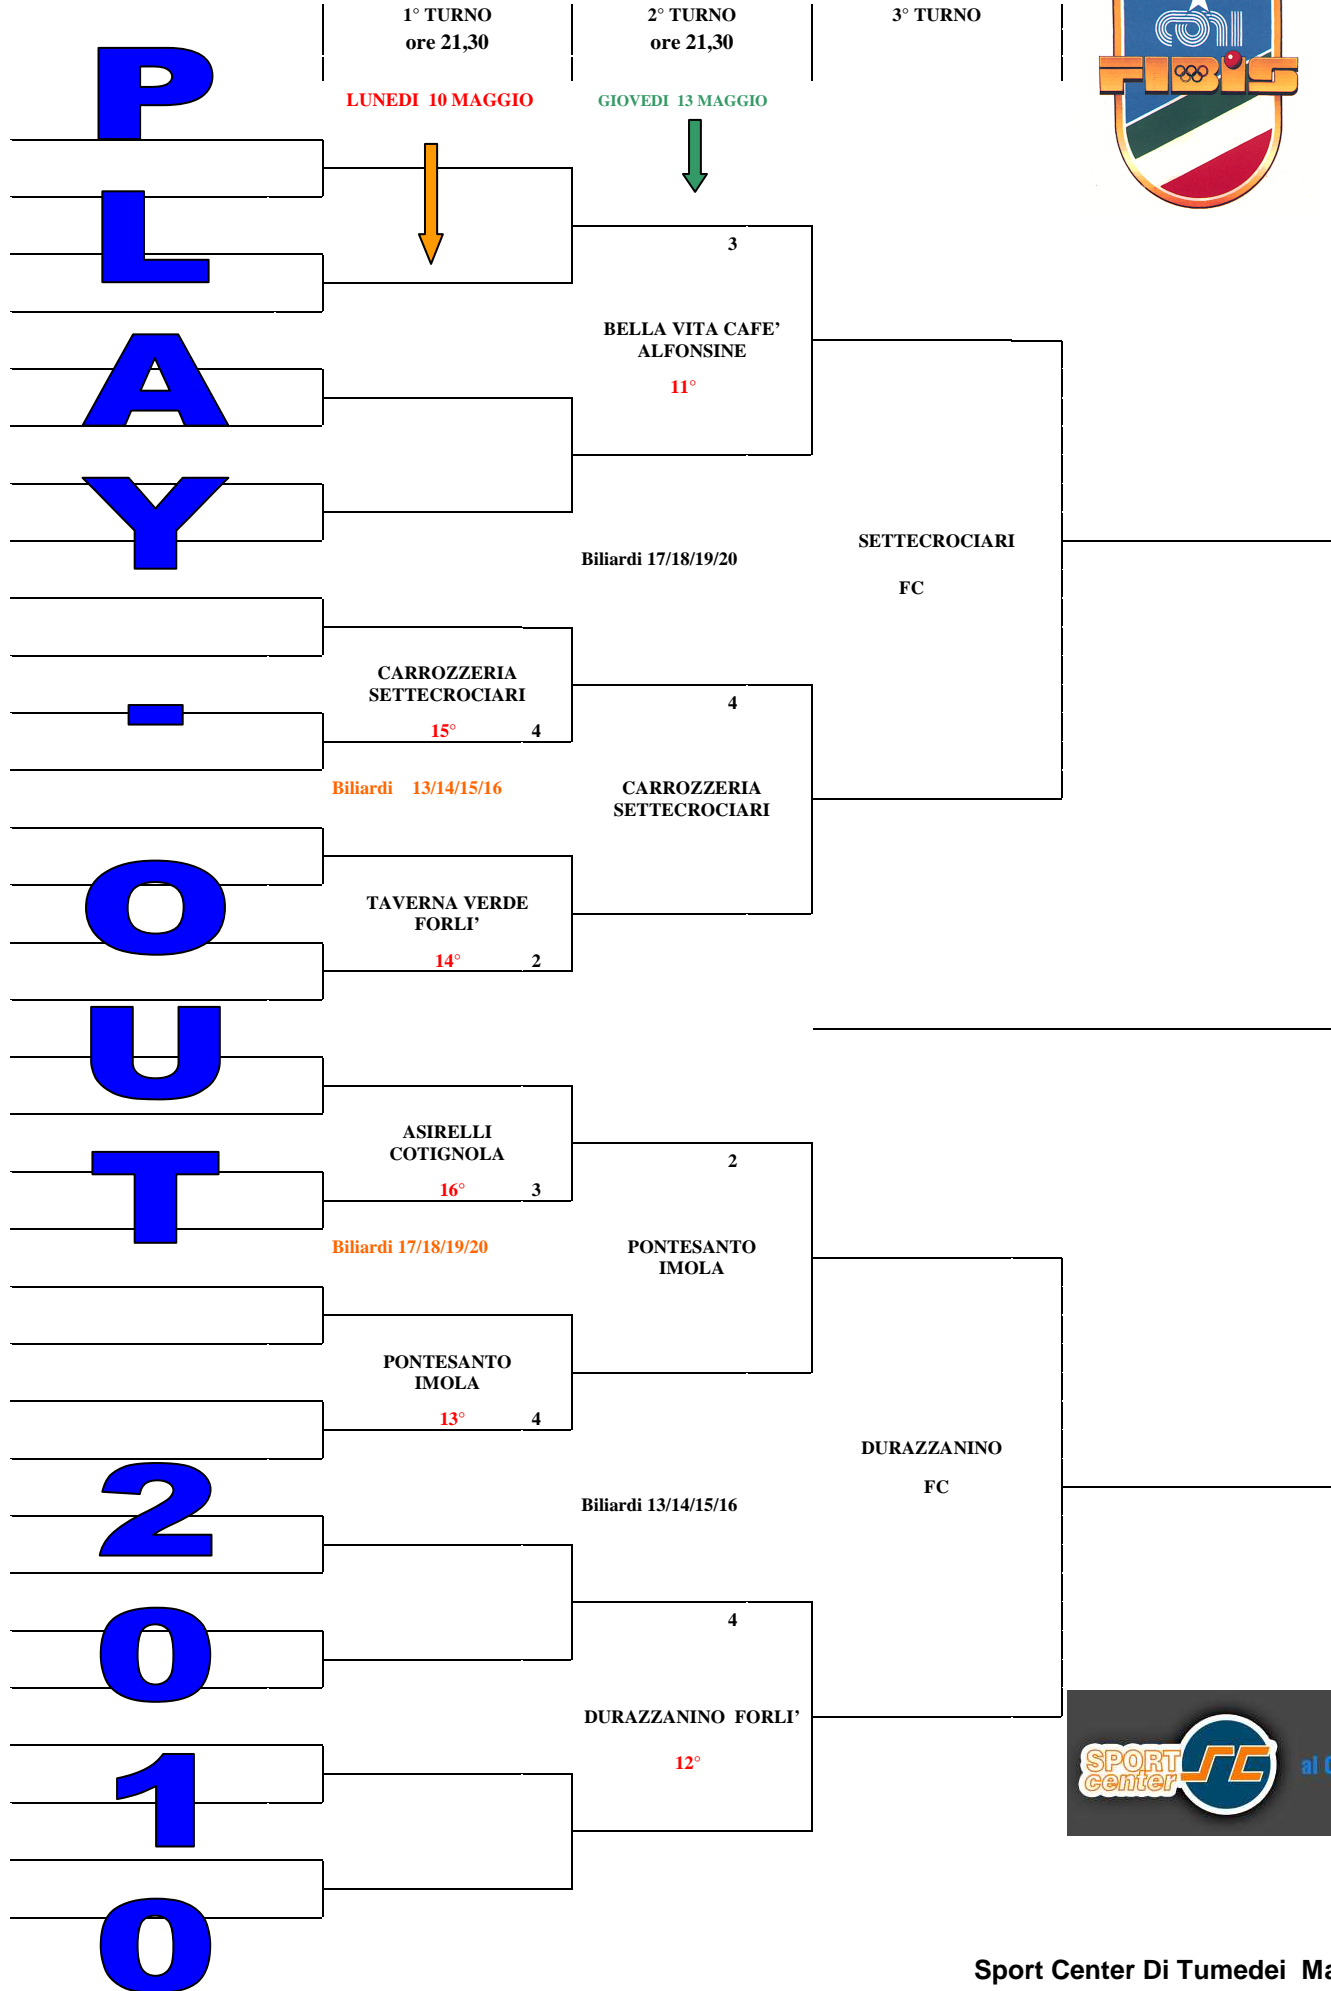 1° TURNO
ore 21,30
2° TURNO
ore 21,30
3° TURNO
LUNEDI 10 MAGGIO
GIOVEDI 13 MAGGIO
CONI
FIBIS
PLAY-OUT 2010
3
BELLA VITA CAFE’
ALFONSINE
11°
Biliardi 17/18/19/20
SETTECROCIARI
FC
CARROZZERIA
SETTECROCIARI
15° 4
4
Biliardi 13/14/15/16
CARROZZERIA
SETTECROCIARI
TAVERNA VERDE
FORLI’
14° 2
ASIRELLI
COTIGNOLA
16° 3
2
Biliardi 17/18/19/20
PONTESANTO
IMOLA
PONTESANTO
IMOLA
13° 4
DURAZZANINO
FC
Biliardi 13/14/15/16
4
DURAZZANINO FORLI’
12°
SPORT
center
SC
al
Sport Center Di Tumedei Ma